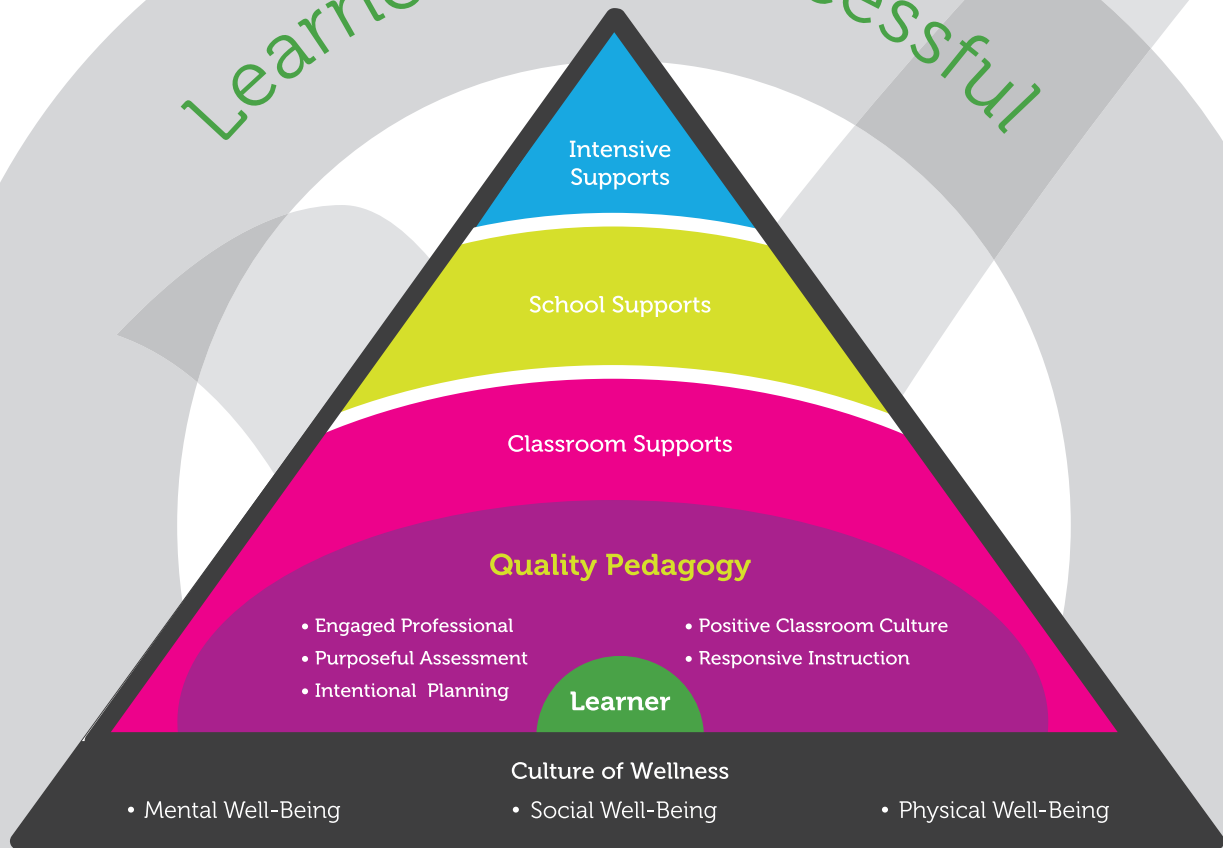 Intensive
Supports
School Supports
Classroom Supports
Quality Pedagogy
• Engaged Professional
• Purposeful Assessment
• Intentional Planning
• Positive Classroom Culture
• Responsive Instruction
Learner
Culture of Wellness
• Mental Well-Being
• Social Well-Being
• Physical Well-Being